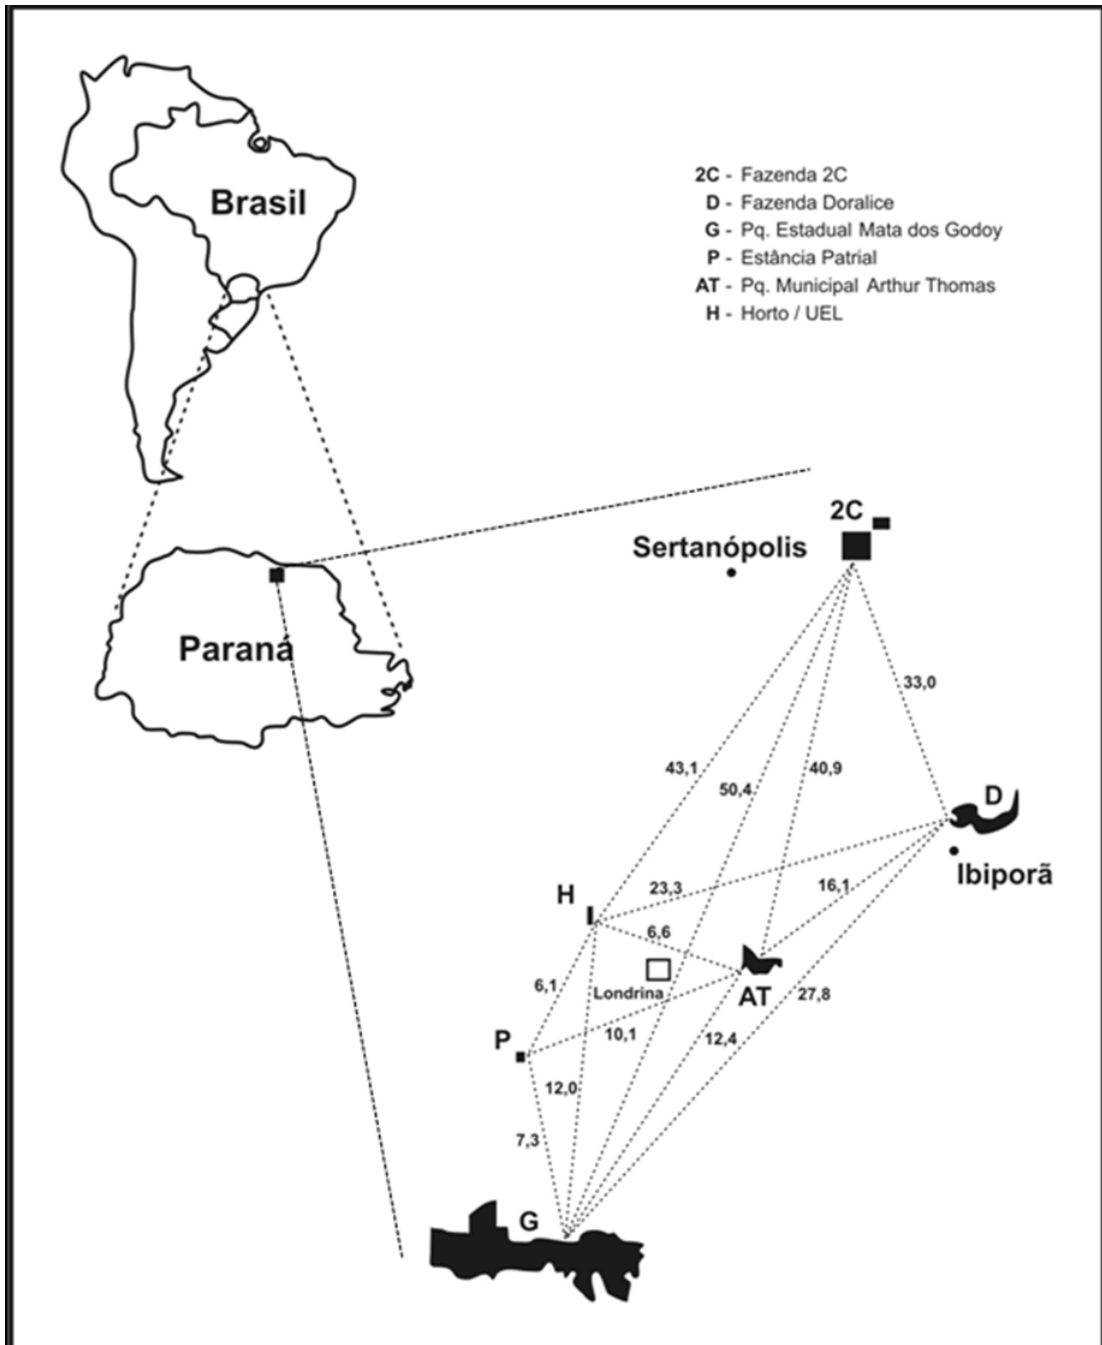 Brasil
2C - Fazenda 2C
D - Fazenda Doralice
G - Pq. Estadual Mata dos Godoy
P - Estância Patrial
AT - Pq. Municipal Arthur Thomas
H - Horto / UEL
2C
Sertanópolis
Paraná
33,0
43,1
40,9
50,4
D
Ibiporã
23,3
16,1
H
6,6
6,1
Londrina
AT
27,8
P
10,1
12,4
12,0
7,3
G